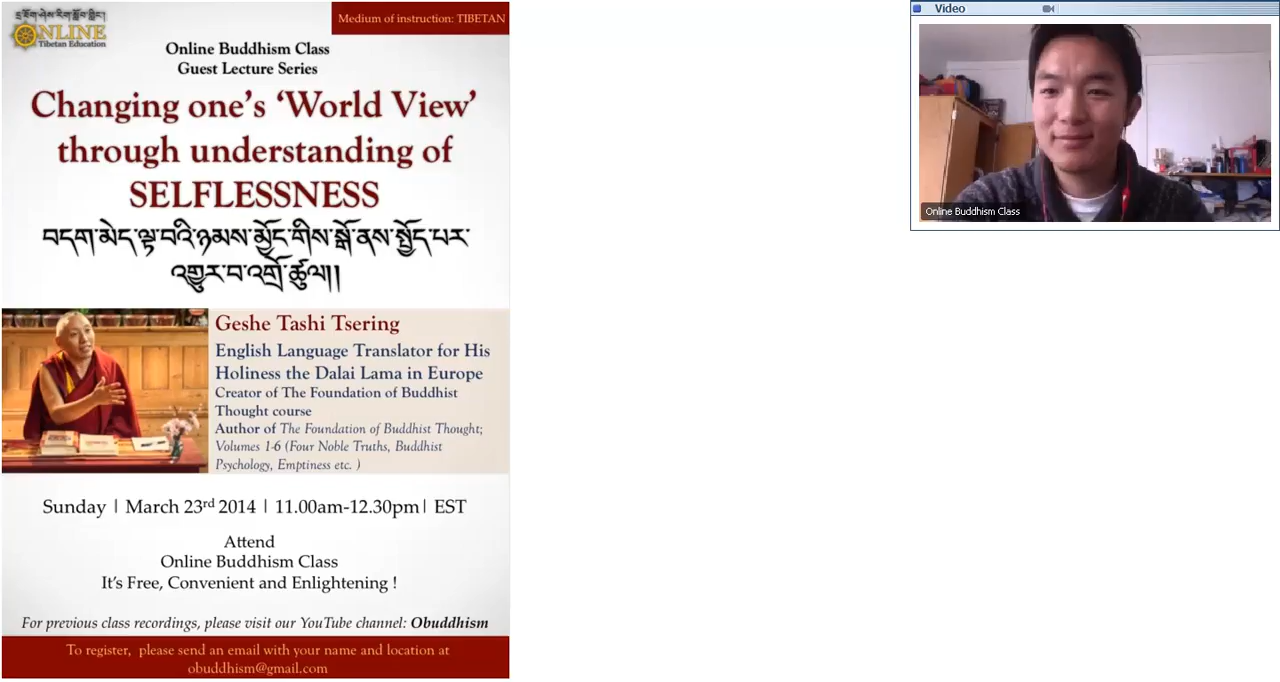 དྲ་ཐོག་ཤེས་རིག་སློབ་གླིང་།
ONLINE
Tibetan Education
Medium of instruction: TIBETAN
Online Buddhism Class
Guest Lecture Series
Changing one’s ‘World View’
through understanding of
SELFLESSNESS
བདག་མེད་ལྟ་བའི་ཉམས་མྱོང་གིས་སྒོ་ནས་སྤྱོད་པར་
འགྱུར་བ་འགྲོ་ཚུལ།།
Geshe Tashi Tsering
English Language Translator for His
Holiness the Dalai Lama in Europe
Creator of The Foundation of Buddhist
Thought course
Author of The Foundation of Buddhist Thought;
Volumes 1-6 (Four Noble Truths, Buddhist
Psychology, Emptiness etc. )
Sunday | March 23rd 2014 | 11.00am-12.30pm| EST
Attend
Online Buddhism Class
It’s Free, Convenient and Enlightening !
For previous class recordings, please visit our YouTube channel: Obuddhism
To register, please send an email with your name and location at
obuddhism@gmail.com
Video
Online Buddhism Class